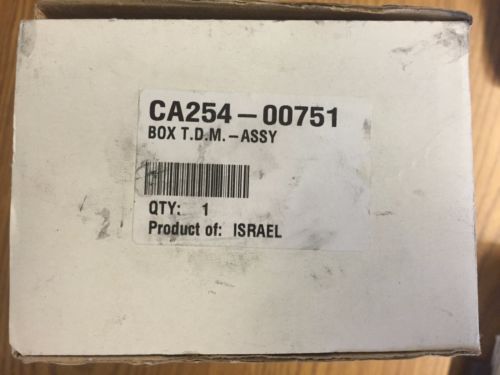 CA254-00751
BOX T.D.M.-ASSY
QTY: 1
Product of: ISRAEL